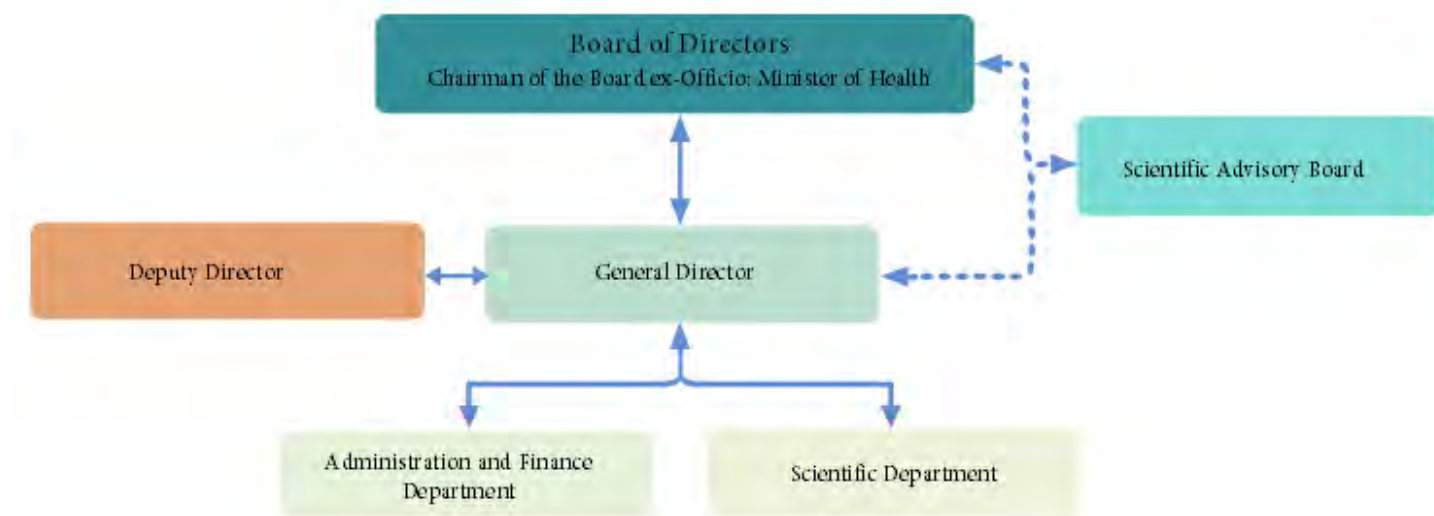 Board of Directors
Chairman of the Board ex-Officio: Minister of Health
Scientific Advisory Board
Deputy Director
General Director
Administration and Finance
Department
Scientific Department